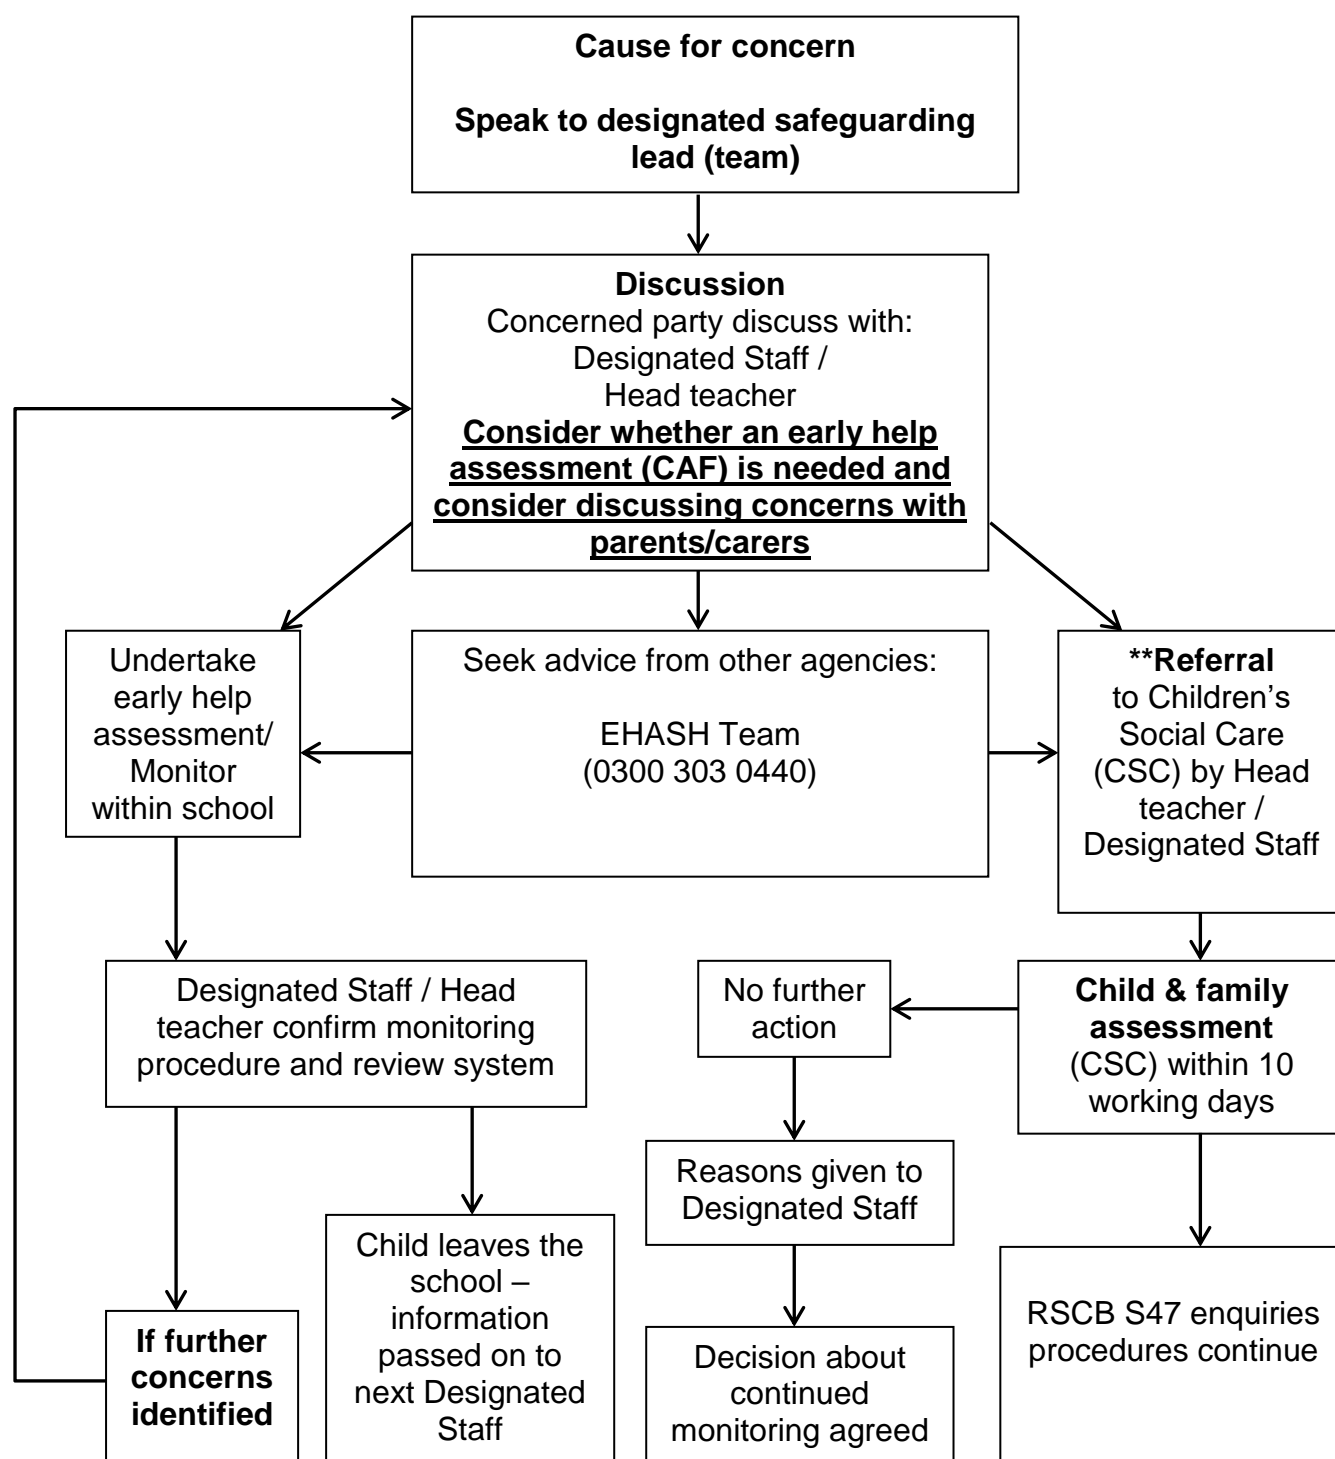 Cause for concern
Speak to designated safeguarding
lead (team)
Discussion
Concerned party discuss with:
Designated Staff /
Head teacher
Consider whether an early help
assessment (CAF) is needed and
consider discussing concerns with
parents/carers
Undertake
early help
assessment/
Monitor
within school
Seek advice from other agencies:
EHASH Team
(0300 303 0440)
**Referral
to Children’s
Social Care
(CSC) by Head
teacher /
Designated Staff
Designated Staff / Head
teacher confirm monitoring
procedure and review system
No further
action
Child & family
assessment
(CSC) within 10
working days
Reasons given to
Designated Staff
If further
concerns
identified
Child leaves the
school –
information
passed on to
next Designated
Staff
Decision about
continued
monitoring agreed
RSCB S47 enquiries
procedures continue